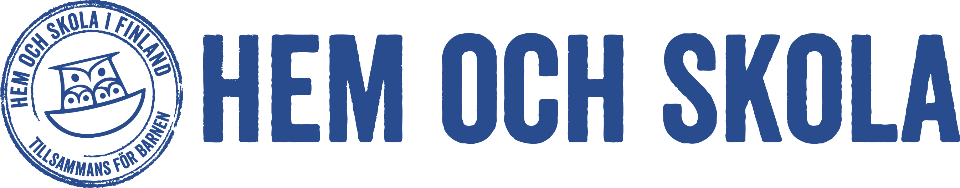 HEM OCH SKOLA I FINLAND
TILLSAMMANS FÖR BARNEN
HEM OCH SKOLA